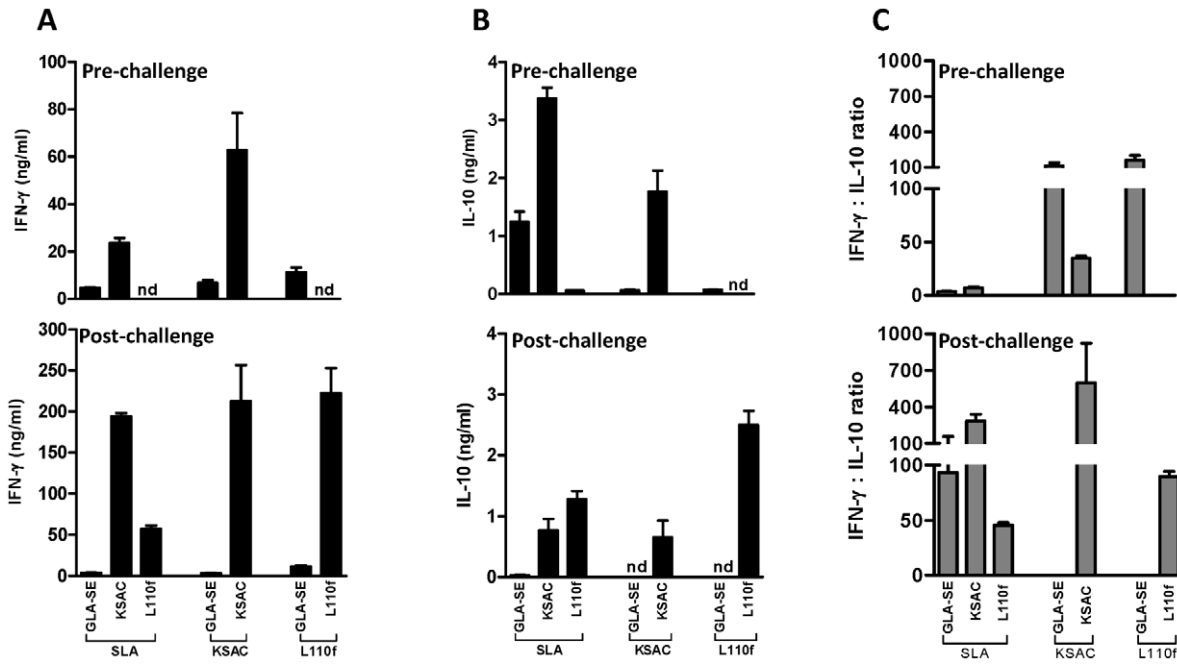 A
B
C
Pre-challenge
IFN-γ (ng/ml)
100
80
60
40
20
0
nd
nd
Pre-challenge
IL-10 (ng/ml)
4
3
2
1
0
nd
Pre-challenge
IFN-γ : IL-10 ratio
1000
700
400
100
100
50
0
Post-challenge
IFN-γ (ng/ml)
300
250
200
150
100
50
0
GLA-SE
KSAC
L110f
GLA-SE
KSAC
GLA-SE
L110f
SLA
KSAC
L110f
Post-challenge
IL-10 (ng/ml)
4
3
2
1
0
nd
nd
GLA-SE
KSAC
L110f
GLA-SE
KSAC
GLA-SE
L110f
SLA
KSAC
L110f
Post-challenge
IFN-γ : IL-10 ratio
1000
700
400
100
100
50
0
GLA-SE
KSAC
L110f
GLA-SE
KSAC
GLA-SE
L110f
SLA
KSAC
L110f